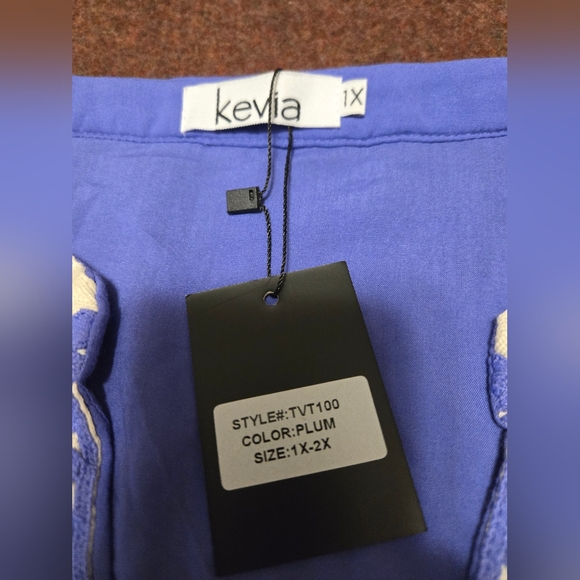 kevia
1X
STYLE#:TVT100
COLOR:PLUM
SIZE:1X-2X